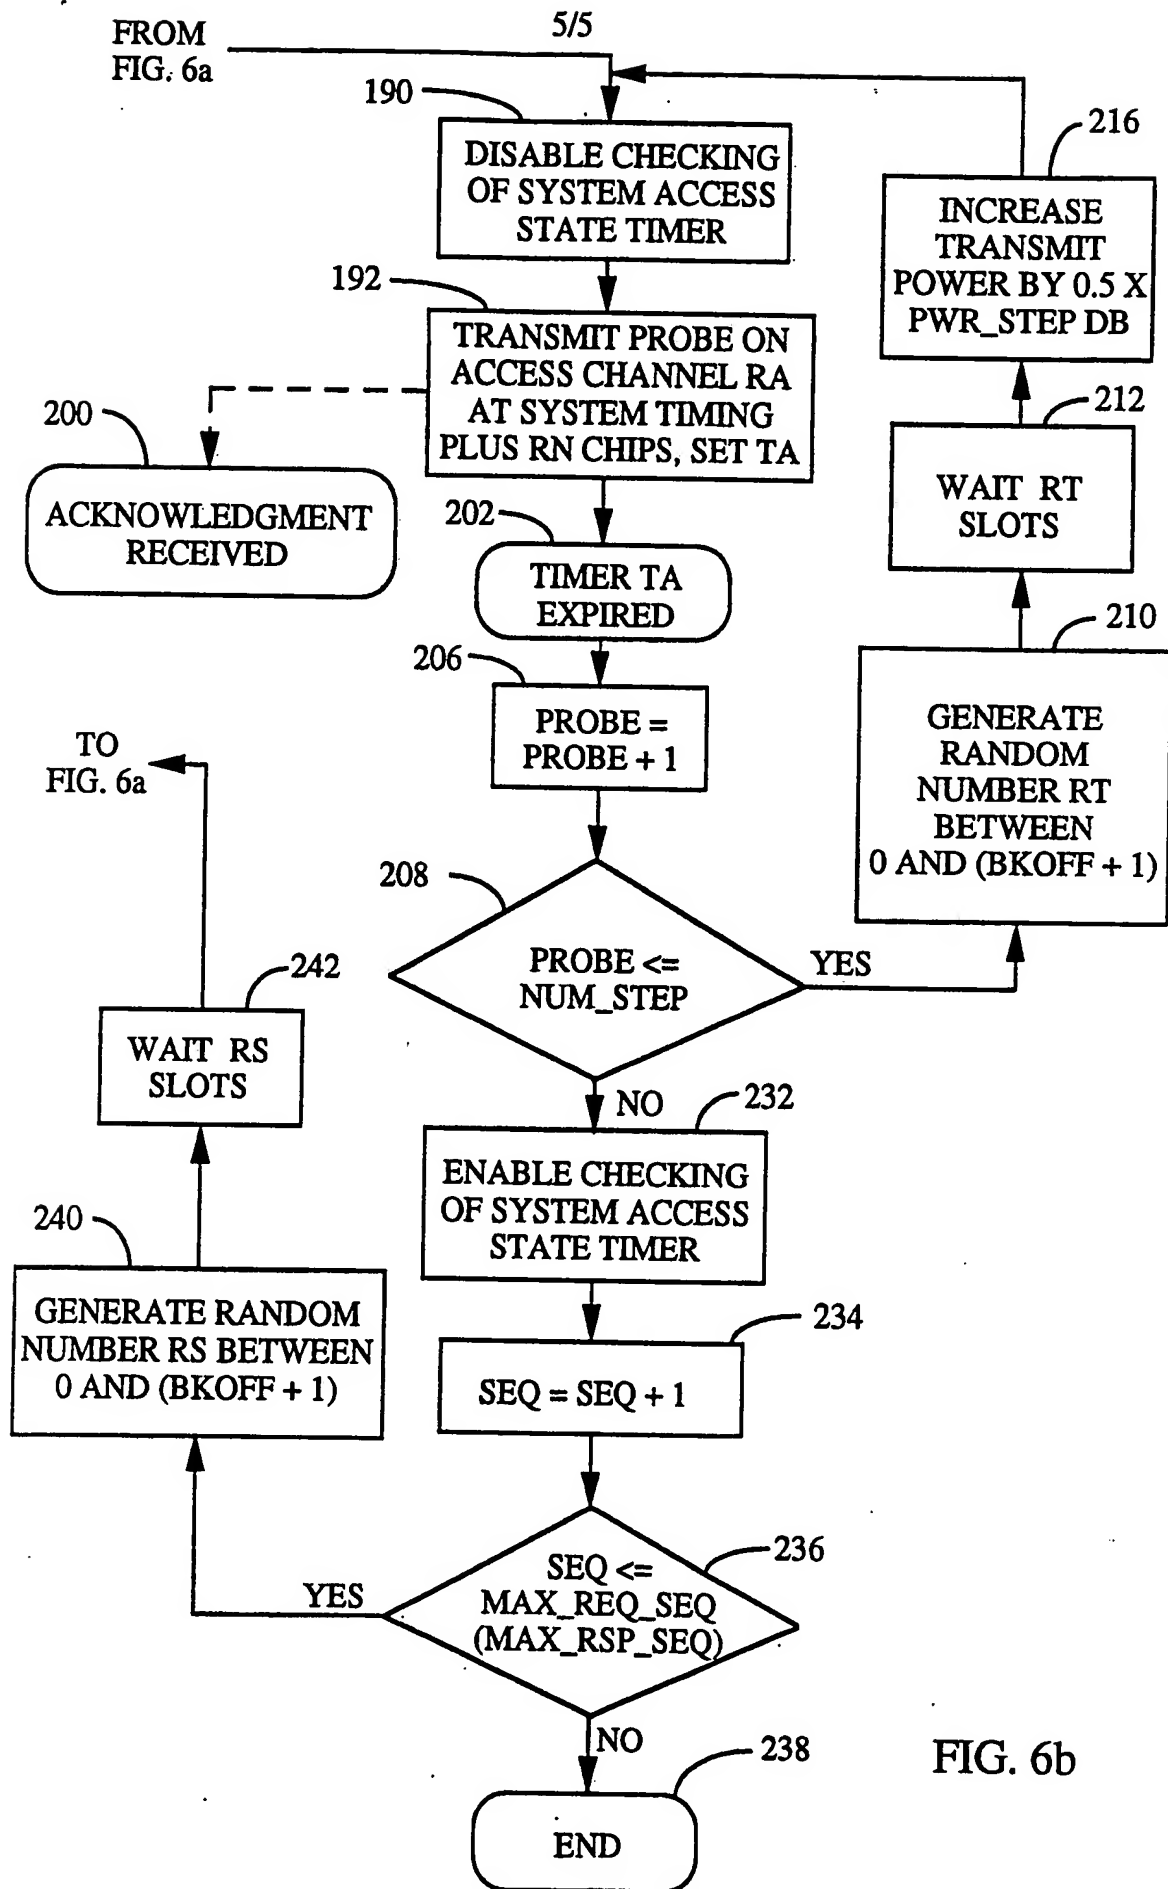 5/5
FROM
FIG. 6a
190
DISABLE CHECKING
OF SYSTEM ACCESS
STATE TIMER
216
INCREASE
TRANSMIT
POWER BY 0.5 X
PWR_STEP DB
192
TRANSMIT PROBE ON
ACCESS CHANNEL RA
AT SYSTEM TIMING
PLUS RN CHIPS, SET TA
200
ACKNOWLEDGMENT
RECEIVED
212
WAIT RT
SLOTS
202
TIMER TA
EXPIRED
210
GENERATE
RANDOM
NUMBER RT
BETWEEN
0 AND (BKOFF + 1)
206
PROBE =
PROBE + 1
TO
FIG. 6a
208
PROBE <=
NUM_STEP
YES
NO
242
WAIT RS
SLOTS
232
ENABLE CHECKING
OF SYSTEM ACCESS
STATE TIMER
240
GENERATE RANDOM
NUMBER RS BETWEEN
0 AND (BKOFF + 1)
234
SEQ = SEQ + 1
236
SEQ <=
MAX_REQ_SEQ
(MAX_RSP_SEQ)
YES
NO
238
END
FIG. 6b